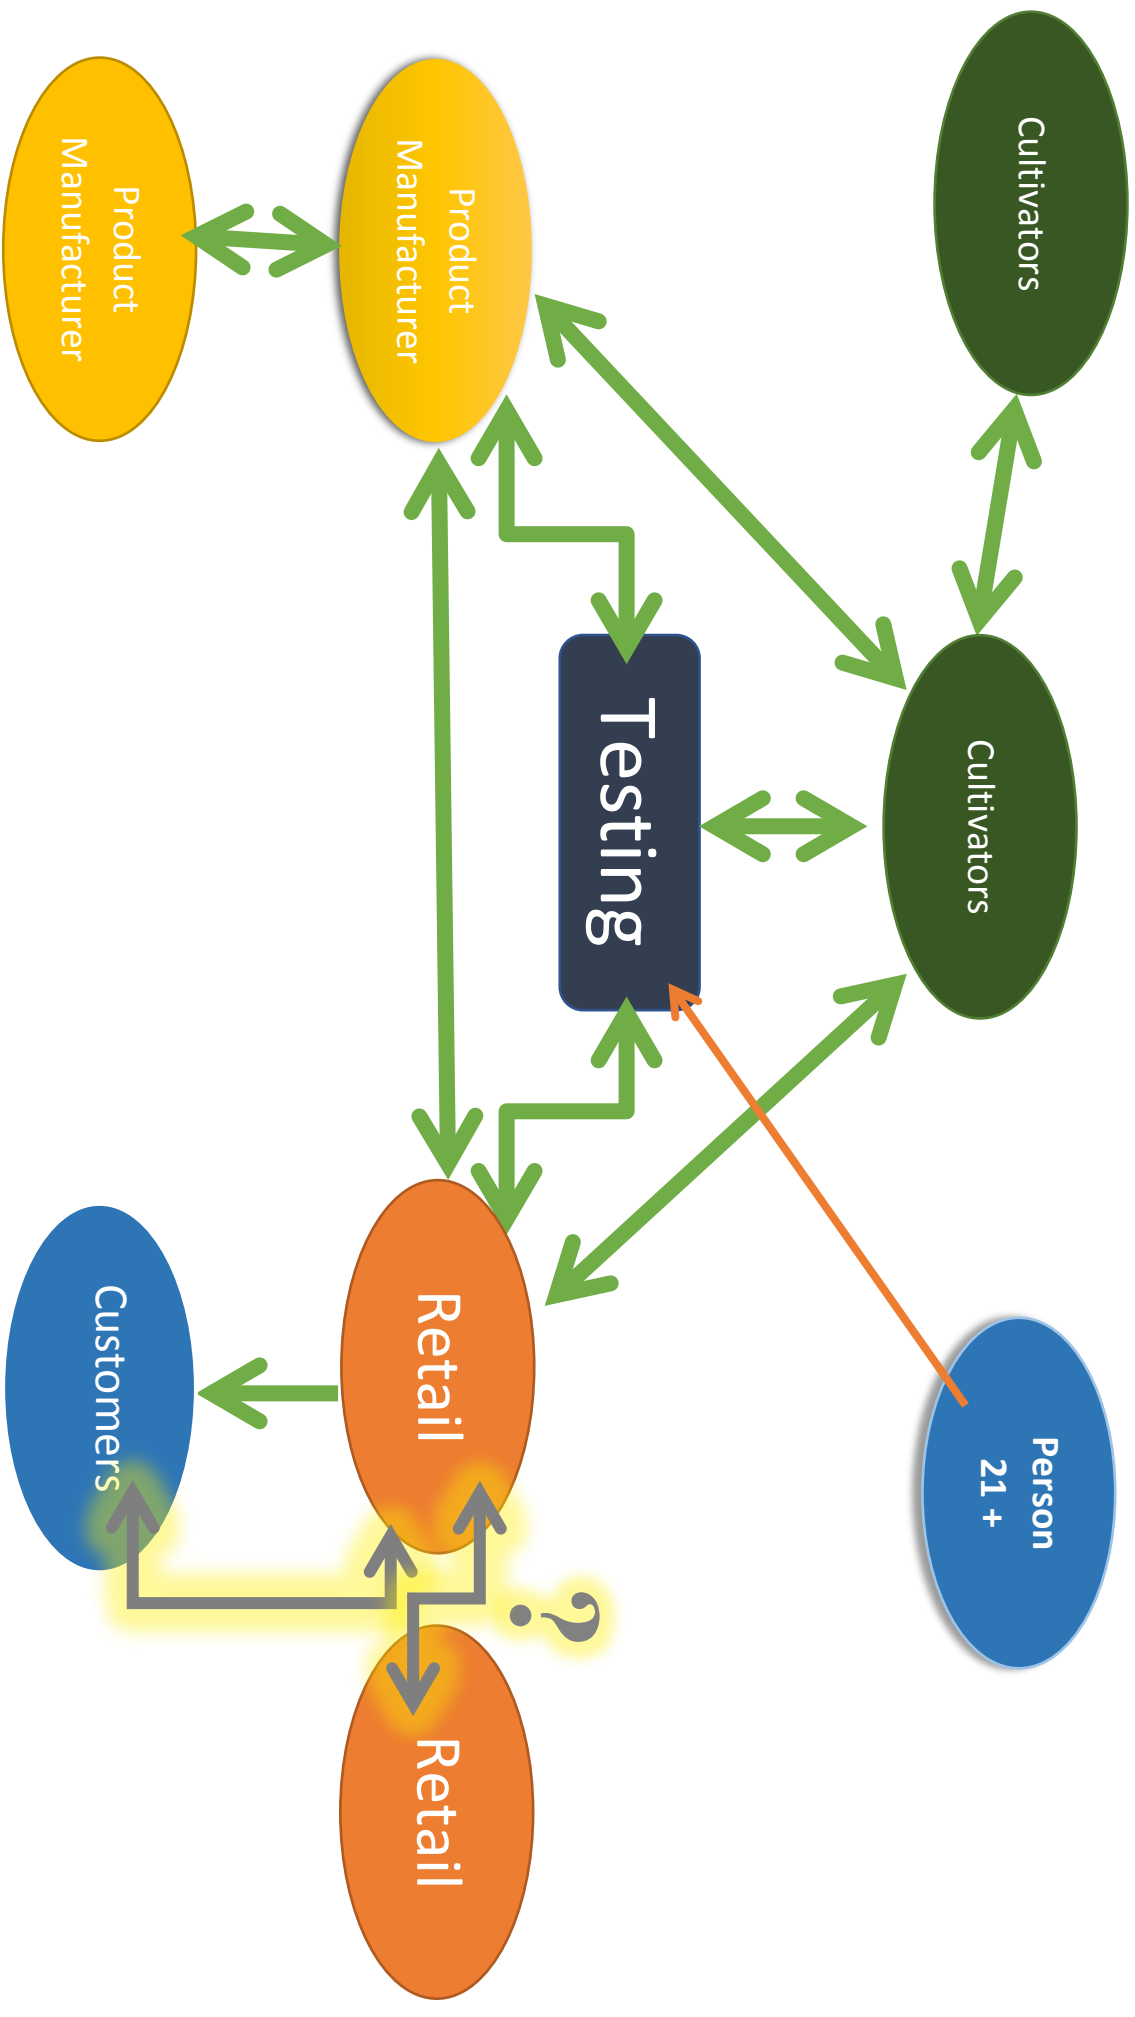 Cultivators
Cultivators
Person
21 +
Testing
?
Product
Manufacturer
Retail
Retail
Product
Manufacturer
Customers